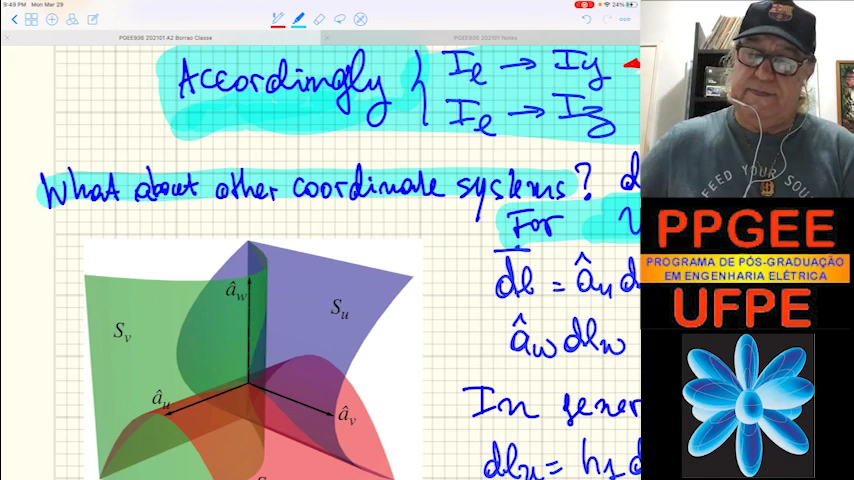 9:49 PM Mon Mar 29
24%
PGEE936 202101 A2 Borrao Classe
PGEE936 202101 Notes
Accordingly { Iℓ → Iy
Iℓ → Iz
What about other coordinate systems? d
For
dl = âu d
âw dlw
In gener
dlu = h1 d
Sv
Su
âw
âu
âv
S
FEED YOUR SOU
PPGEE
PROGRAMA DE PÓS-GRADUAÇÃO
EM ENGENHARIA ELÉTRICA
UFPE